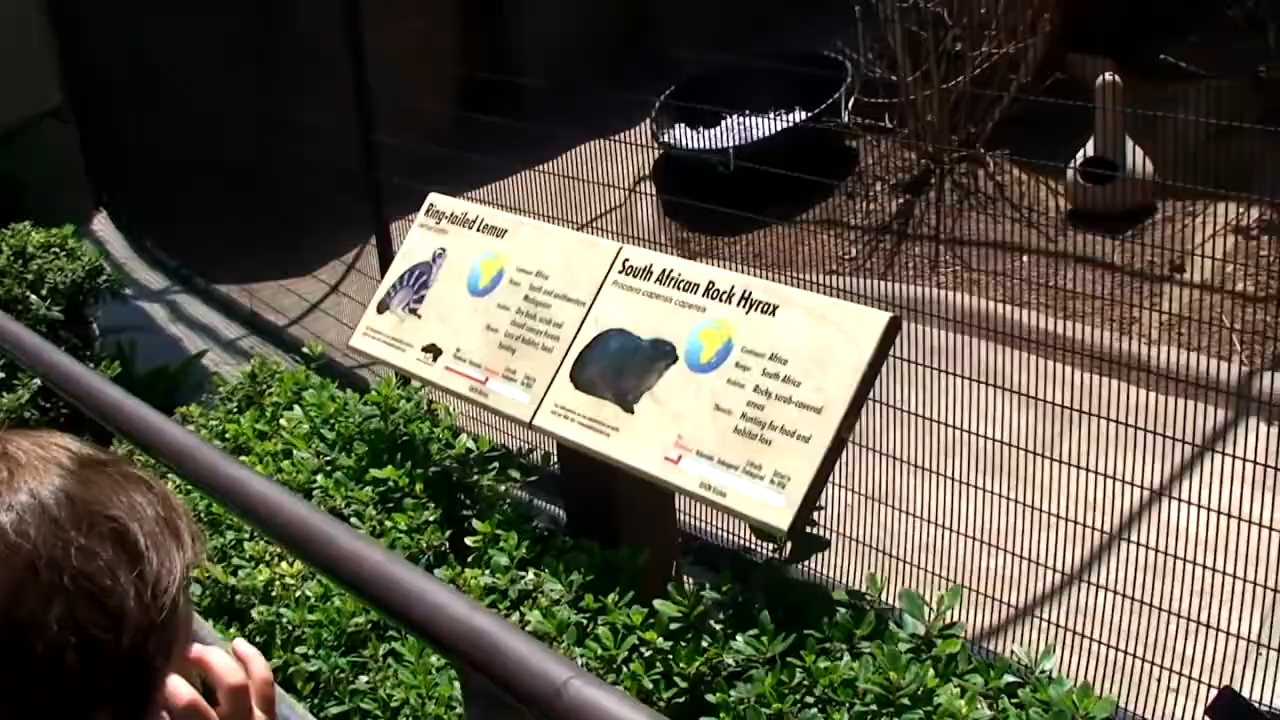 Ring-tailed Lemur
Continent: Africa
Range: South and southwestern
Madagascar
Habitat: Dry bush, scrub and
closed canopy forests
Threats: Loss of habitat, local
hunting
South African Rock Hyrax
Procavia capensis capensis
Continent: Africa
Range: South Africa
Habitat: Rocky, scrub-covered
areas
Threats: Hunting for food and
habitat loss